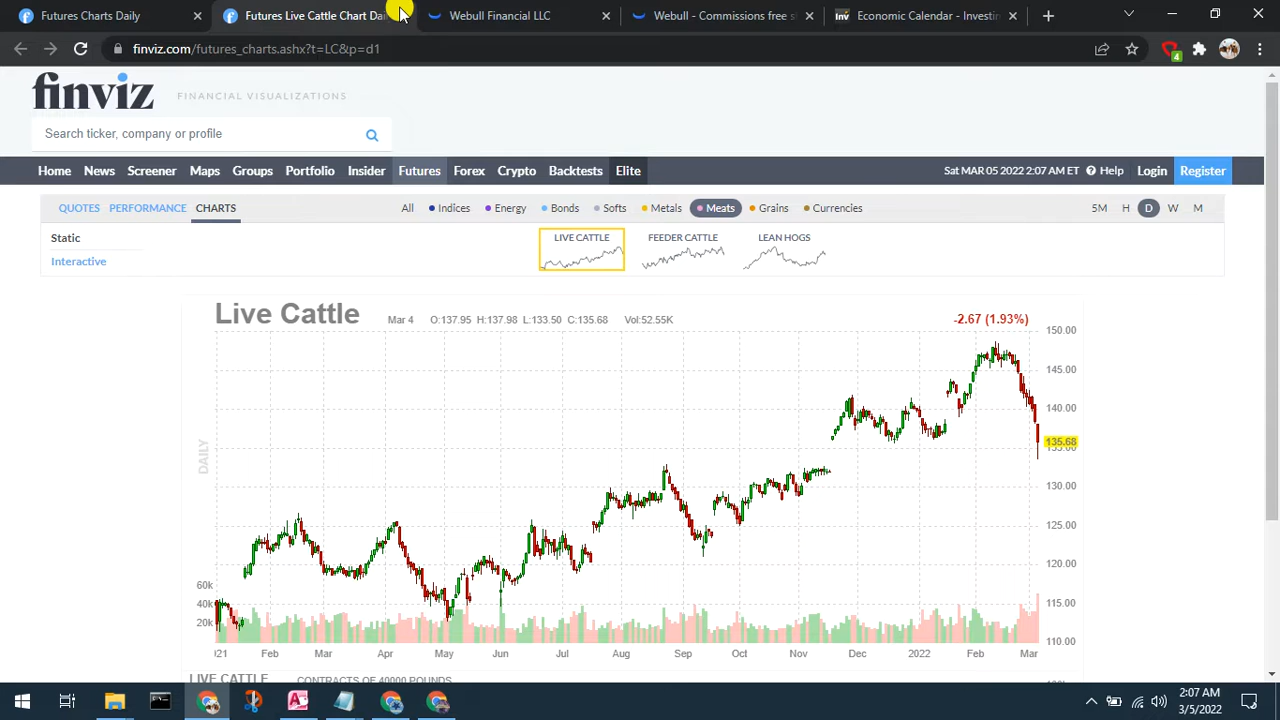 Futures Charts Daily
Futures Live Cattle Chart Dai
Webull Financial LLC
Webull - Commissions free s
Inv Economic Calendar - Investin
finviz.com/futures_charts.ashx?t=LC&p=d1
4
finviz FINANCIAL VISUALIZATIONS
Search ticker, company or profile
Home News Screener Maps Groups Portfolio Insider Futures Forex Crypto Backtests Elite Sat MAR 05 2022 2:07 AM ET Help Login Register
QUOTES PERFORMANCE CHARTS All Indices Energy Bonds Softs Metals Meats Grains Currencies 5M H D W M
Static LIVE CATTLE FEEDER CATTLE LEAN HOGS
Interactive
Live Cattle Mar 4 O:137.95 H:137.98 L:133.50 C:135.68 Vol:52.55K -2.67 (1.93%)
150.00
145.00
140.00
135.68
135.00
130.00
125.00
120.00
115.00
110.00
DAILY
60k
40k
20k
'21 Feb Mar Apr May Jun Jul Aug Sep Oct Nov Dec 2022 Feb Mar
LIVE CATTLE CONTRACTS OF 40000 POUNDS
2:07 AM
3/5/2022